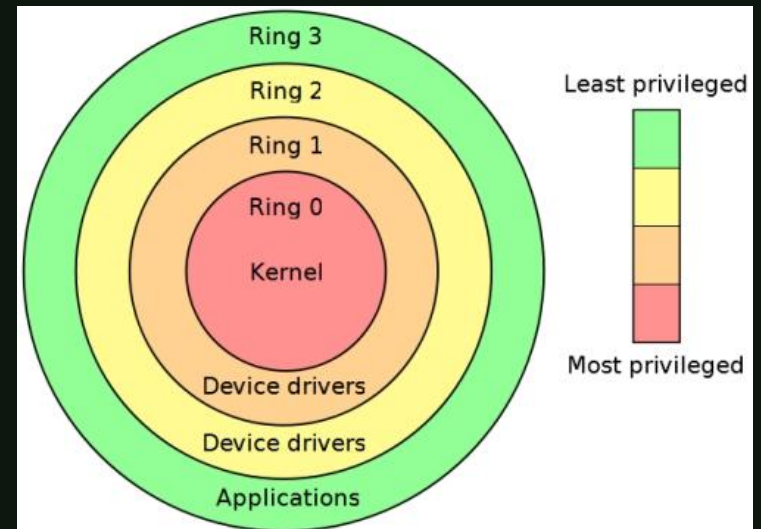 Ring 3
Ring 2
Ring 1
Ring 0
Kernel
Device drivers
Device drivers
Applications
Least privileged
Most privileged